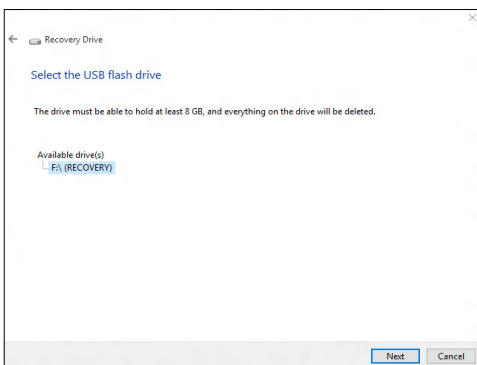 Recovery Drive
Select the USB flash drive
The drive must be able to hold at least 8 GB, and everything on the drive will be deleted.
Available drive(s)
F:\ (RECOVERY)
Next Cancel